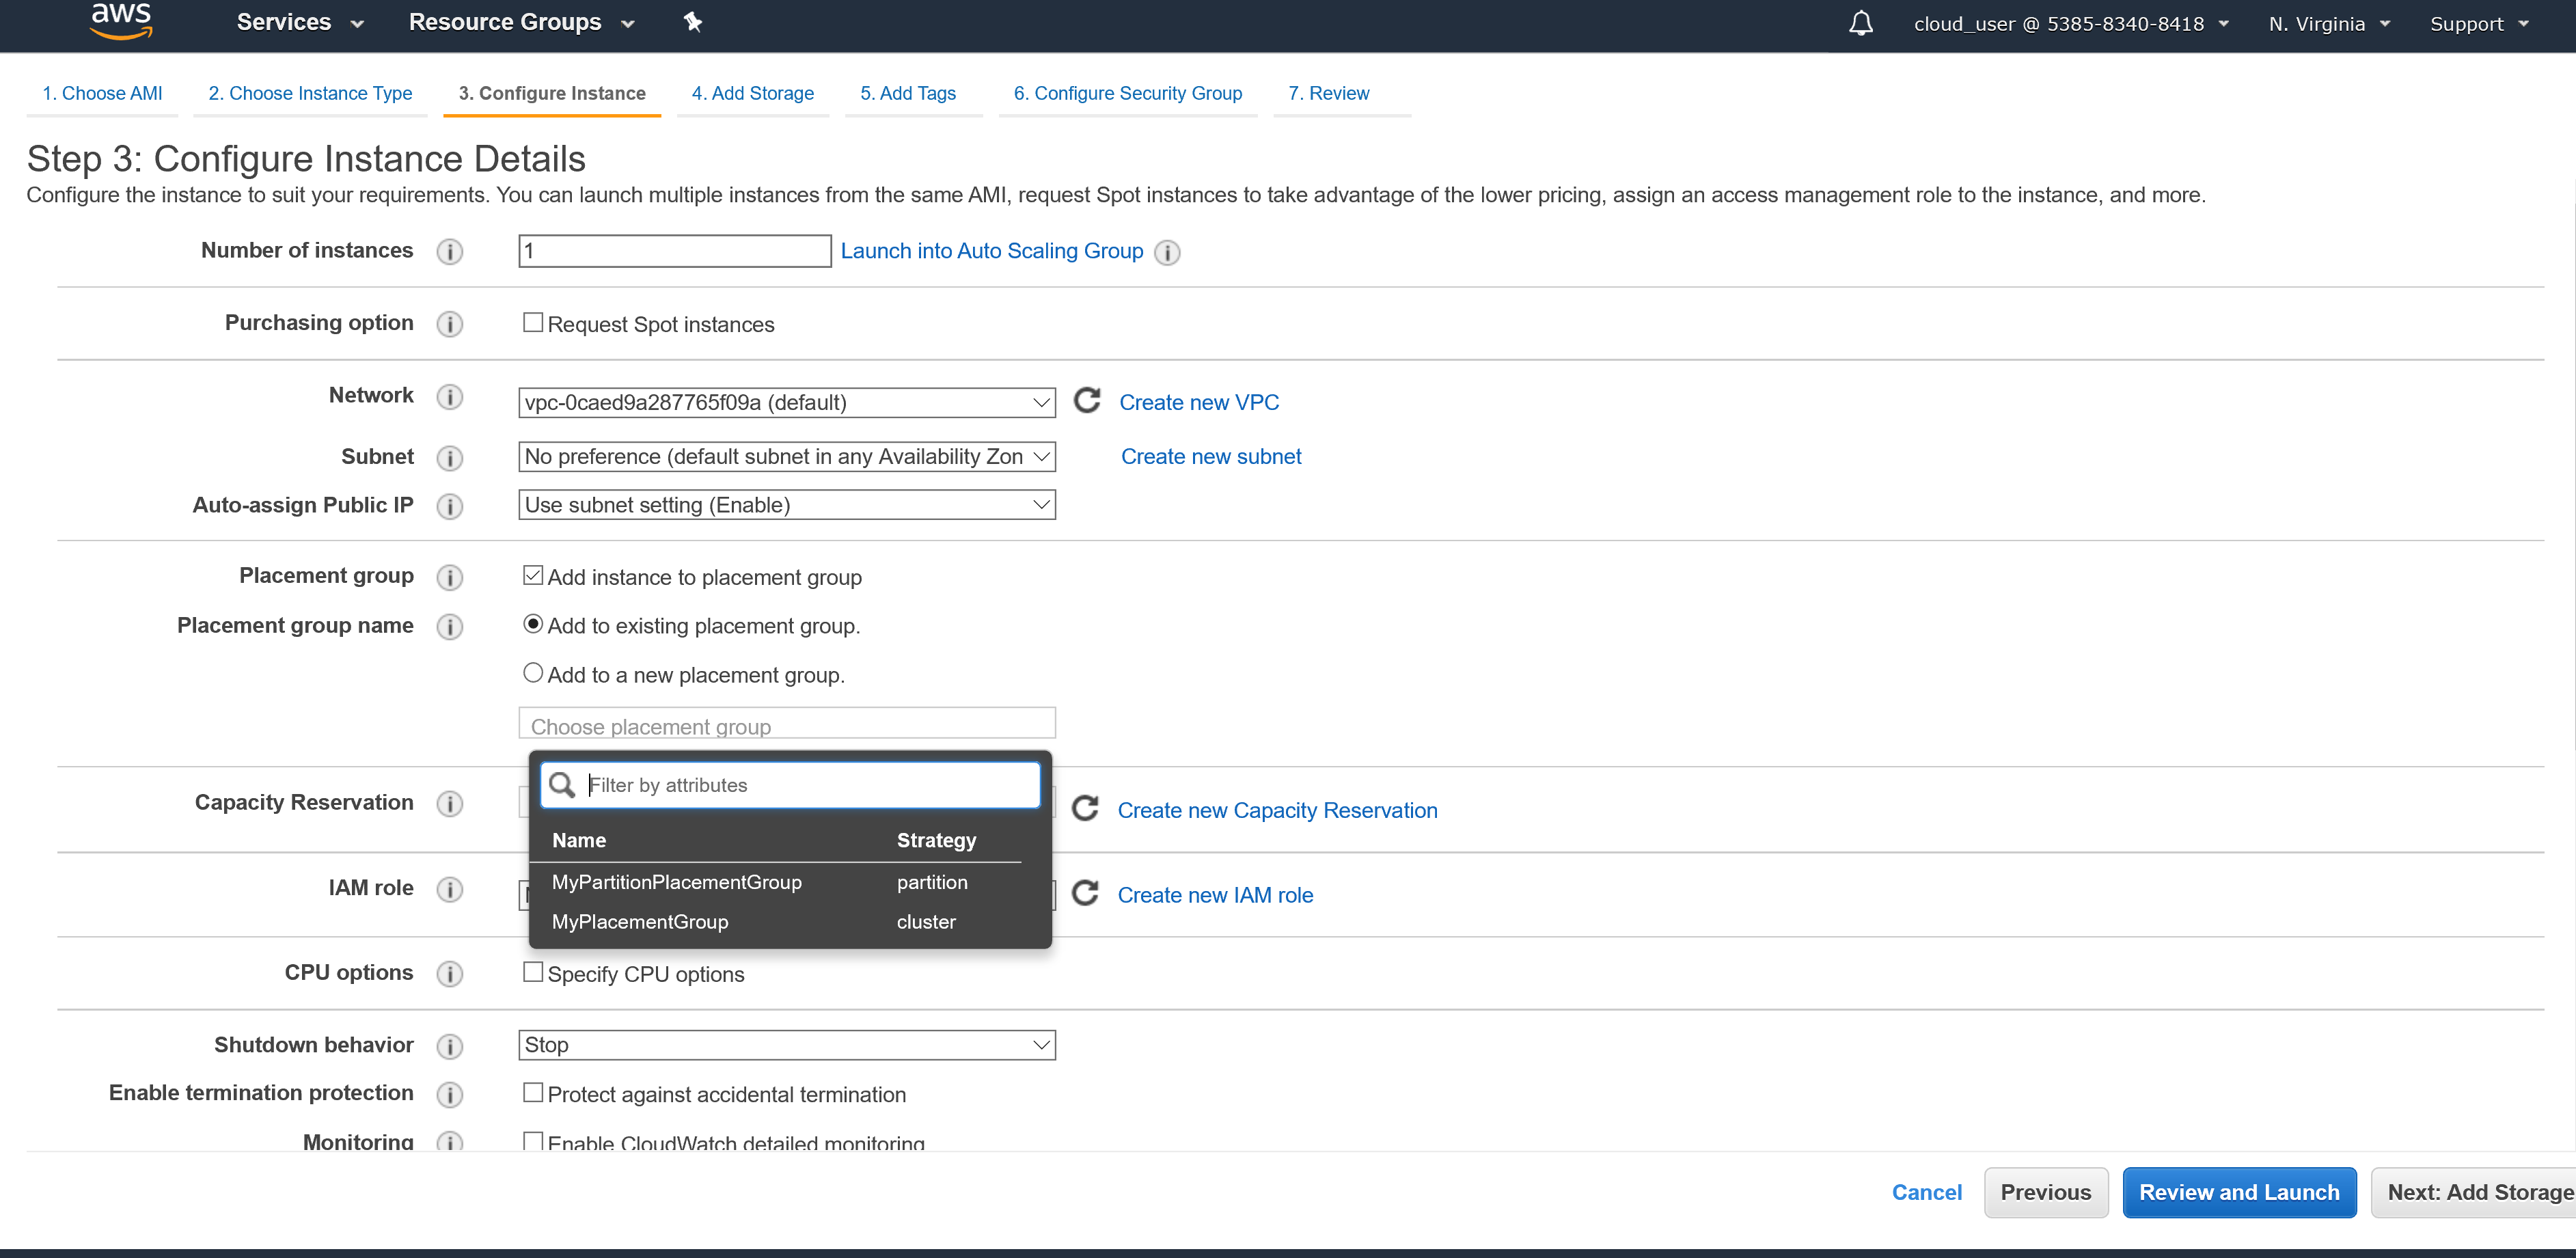 aws Services Resource Groups cloud_user @ 5385-8340-8418 N. Virginia Support
1. Choose AMI 2. Choose Instance Type 3. Configure Instance 4. Add Storage 5. Add Tags 6. Configure Security Group 7. Review
Step 3: Configure Instance Details
Configure the instance to suit your requirements. You can launch multiple instances from the same AMI, request Spot instances to take advantage of the lower pricing, assign an access management role to the instance, and more.
Number of instances i 1 Launch into Auto Scaling Group i
Purchasing option i Request Spot instances
Network i vpc-0caed9a287765f09a (default) Create new VPC
Subnet i No preference (default subnet in any Availability Zon Create new subnet
Auto-assign Public IP i Use subnet setting (Enable)
Placement group i Add instance to placement group
Placement group name i Add to existing placement group.
Add to a new placement group.
Choose placement group
Filter by attributes
Capacity Reservation i Create new Capacity Reservation
Name Strategy
MyPartitionPlacementGroup partition
IAM role i Create new IAM role
MyPlacementGroup cluster
CPU options i Specify CPU options
Shutdown behavior i Stop
Enable termination protection i Protect against accidental termination
Monitoring i Enable CloudWatch detailed monitoring
Cancel Previous Review and Launch Next: Add Storage